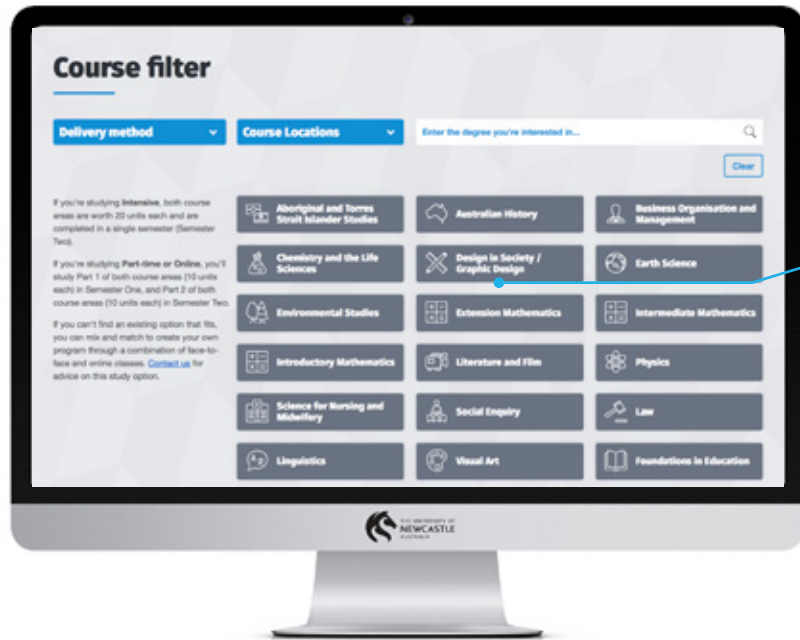 Course filter
Delivery method
Course Locations
Enter the degree you're interested in...
Clear
If you're studying Intensive, both course
areas are worth 20 units each and are
completed in a single semester (Semester
Two).
If you're studying Part-time or Online, you'll
study Part 1 of both course areas (10 units
each) in Semester One, and Part 2 of both
course areas (10 units each) in Semester Two.
If you can't find an existing option that fits,
you can mix and match to create your own
program through a combination of face-to-
face and online classes. Contact us for
advice on this study option.
Aboriginal and Torres
Strait Islander Studies
Australian History
Business Organisation and
Management
Chemistry and the Life
Sciences
Design in Society /
Graphic Design
Earth Science
Environmental Studies
Extension Mathematics
Intermediate Mathematics
Introductory Mathematics
Literature and Film
Physics
Science for Nursing and
Midwifery
Social Enquiry
Law
Linguistics
Visual Art
Foundations in Education
THE UNIVERSITY OF
NEWCASTLE
AUSTRALIA